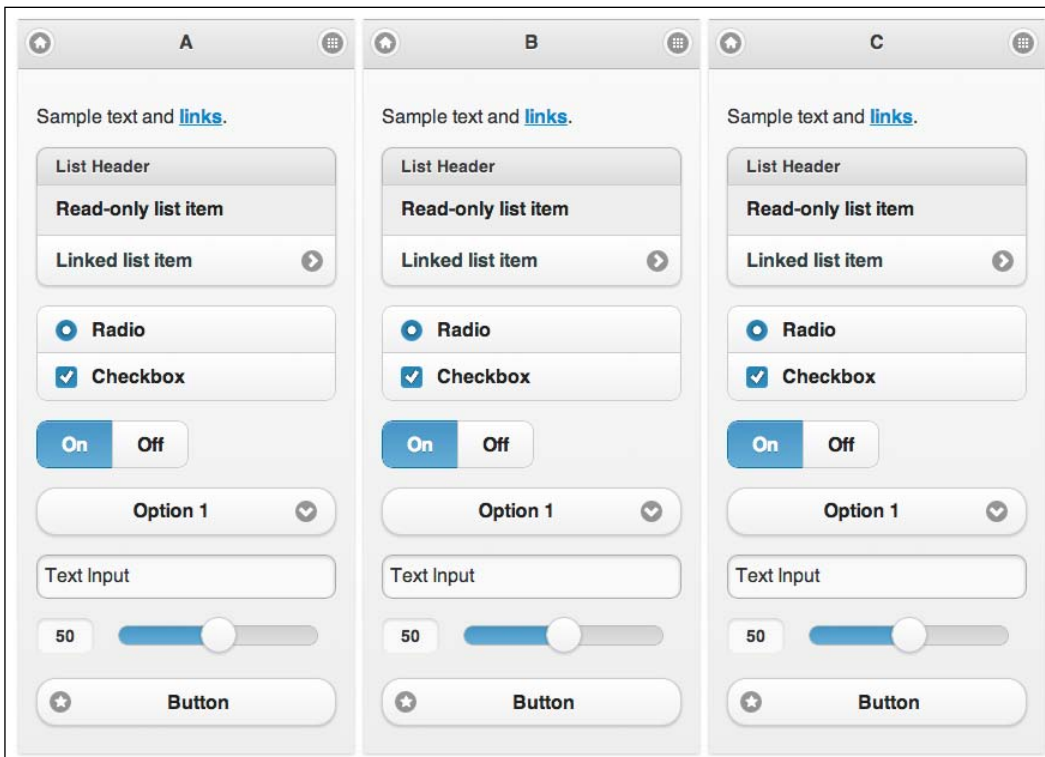 A
Sample text and links.
List Header
Read-only list item
Linked list item
Radio
Checkbox
On Off
Option 1
Text Input
50
Button
B
Sample text and links.
List Header
Read-only list item
Linked list item
Radio
Checkbox
On Off
Option 1
Text Input
50
Button
C
Sample text and links.
List Header
Read-only list item
Linked list item
Radio
Checkbox
On Off
Option 1
Text Input
50
Button